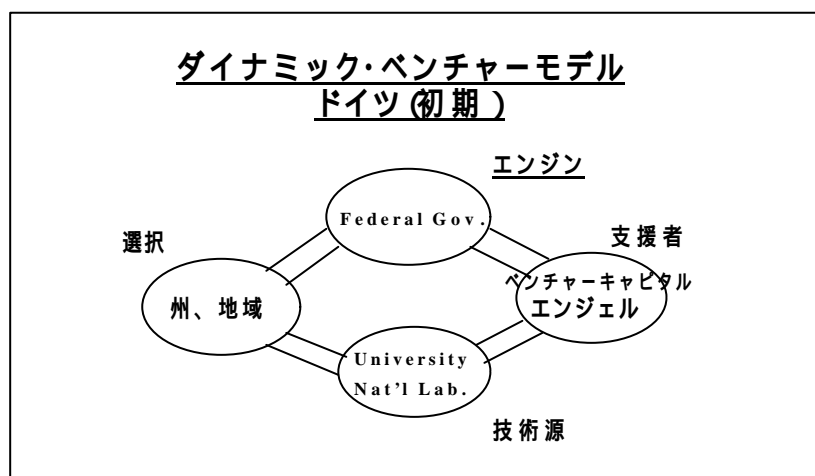 ダイナミック・ベンチャーモデル
ドイツ(初期)
エンジン
Federal Gov.
選択
支援者
ベンチャーキャピタル
エンジェル
州、地域
University
Nat'l Lab.
技術源